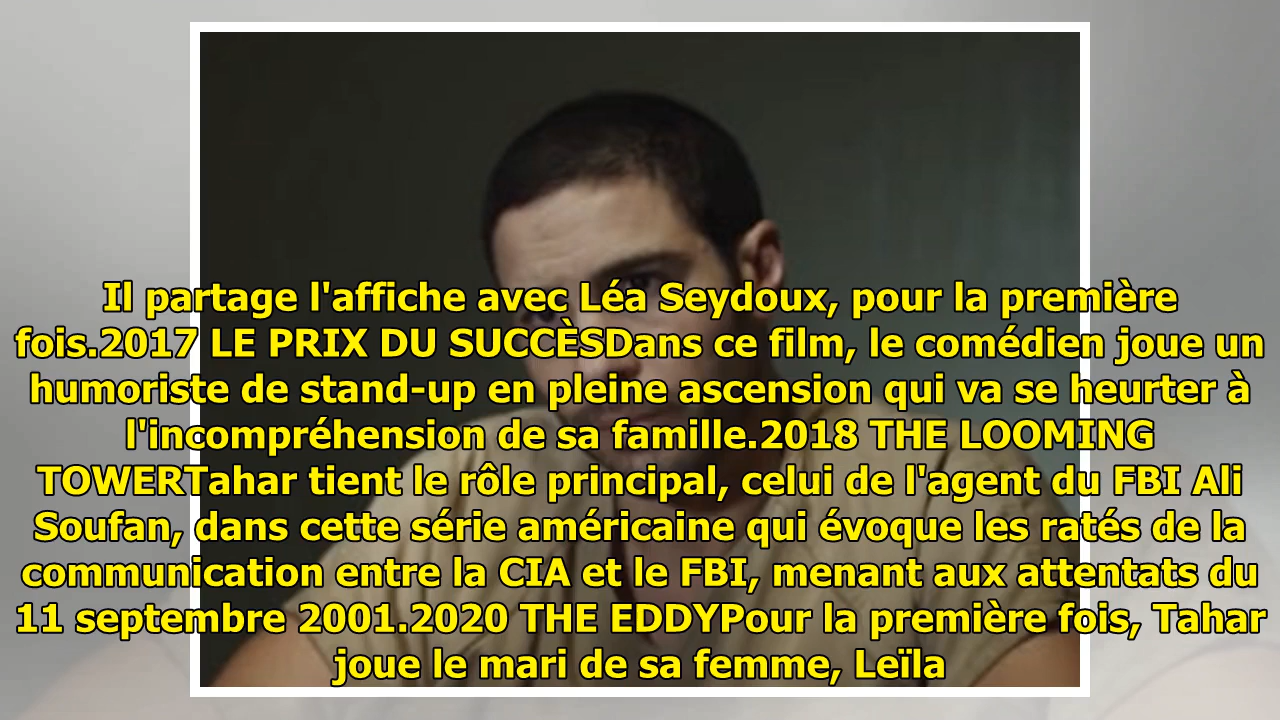 Il partage l'affiche avec Léa Seydoux, pour la première
fois.2017 LE PRIX DU SUCCÈSDans ce film, le comédien joue un
humoriste de stand-up en pleine ascension qui va se heurter à
l'incompréhension de sa famille.2018 THE LOOMING
TOWERTahar tient le rôle principal, celui de l'agent du FBI Ali
Soufan, dans cette série américaine qui évoque les ratés de la
communication entre la CIA et le FBI, menant aux attentats du
11 septembre 2001.2020 THE EDDYPour la première fois, Tahar
joue le mari de sa femme, Leïla